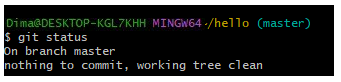 Dima@DESKTOP-KGL7KHH MINGW64 ~/hello (master)
$ git status
On branch master
nothing to commit, working tree clean